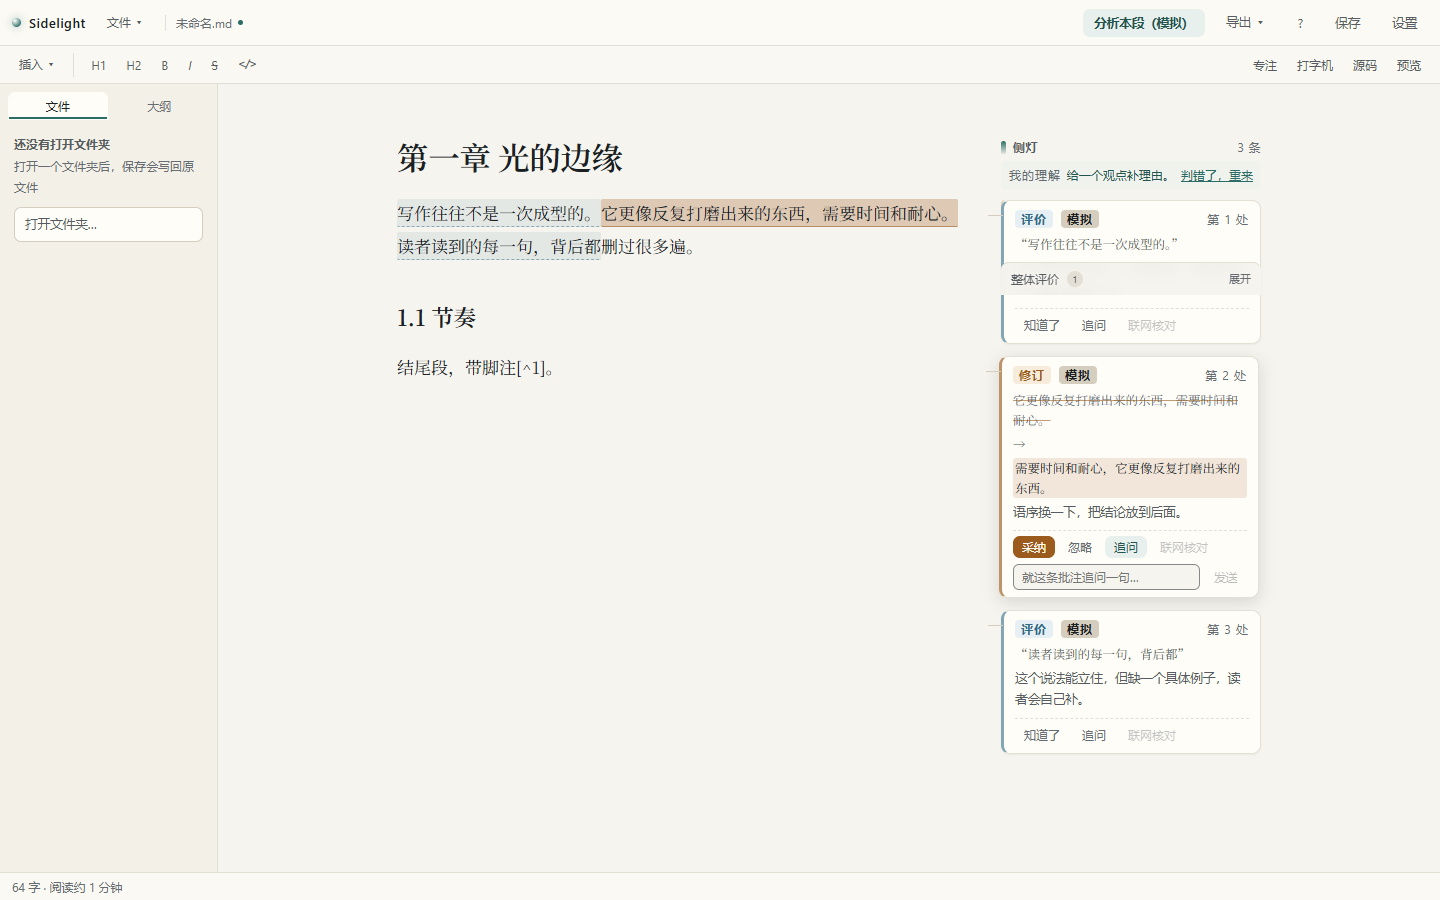 Sidelight 文件 ▾ 未命名.md 分析本段（模拟） 导出 ▾ ? 保存 设置
插入 ▾ H1 H2 B I S </> 专注 打字机 源码 预览
文件 大纲
还没有打开文件夹
打开一个文件夹后，保存会写回原
文件
打开文件夹...
第一章 光的边缘
写作往往不是一次成型的。它更像反复打磨出来的东西，需要时间和耐心。
读者读到的每一句，背后都删过很多遍。
1.1 节奏
结尾段，带脚注[^1]。
侧灯 3 条
我的理解 给一个观点补理由。 判错了，重来
评价 模拟 第 1 处
“写作往往不是一次成型的。”
整体评价 1 展开
知道了 追问 联网核对
修订 模拟 第 2 处
它更像反复打磨出来的东西，需要时间和
耐心。
→
需要时间和耐心，它更像反复打磨出来的
东西。
语序换一下，把结论放到后面。
采纳 忽略 追问 联网核对
就这条批注追问一句... 发送
评价 模拟 第 3 处
“读者读到的每一句，背后都”
这个说法能立住，但缺一个具体例子，读
者会自己补。
知道了 追问 联网核对
64 字 · 阅读约 1 分钟